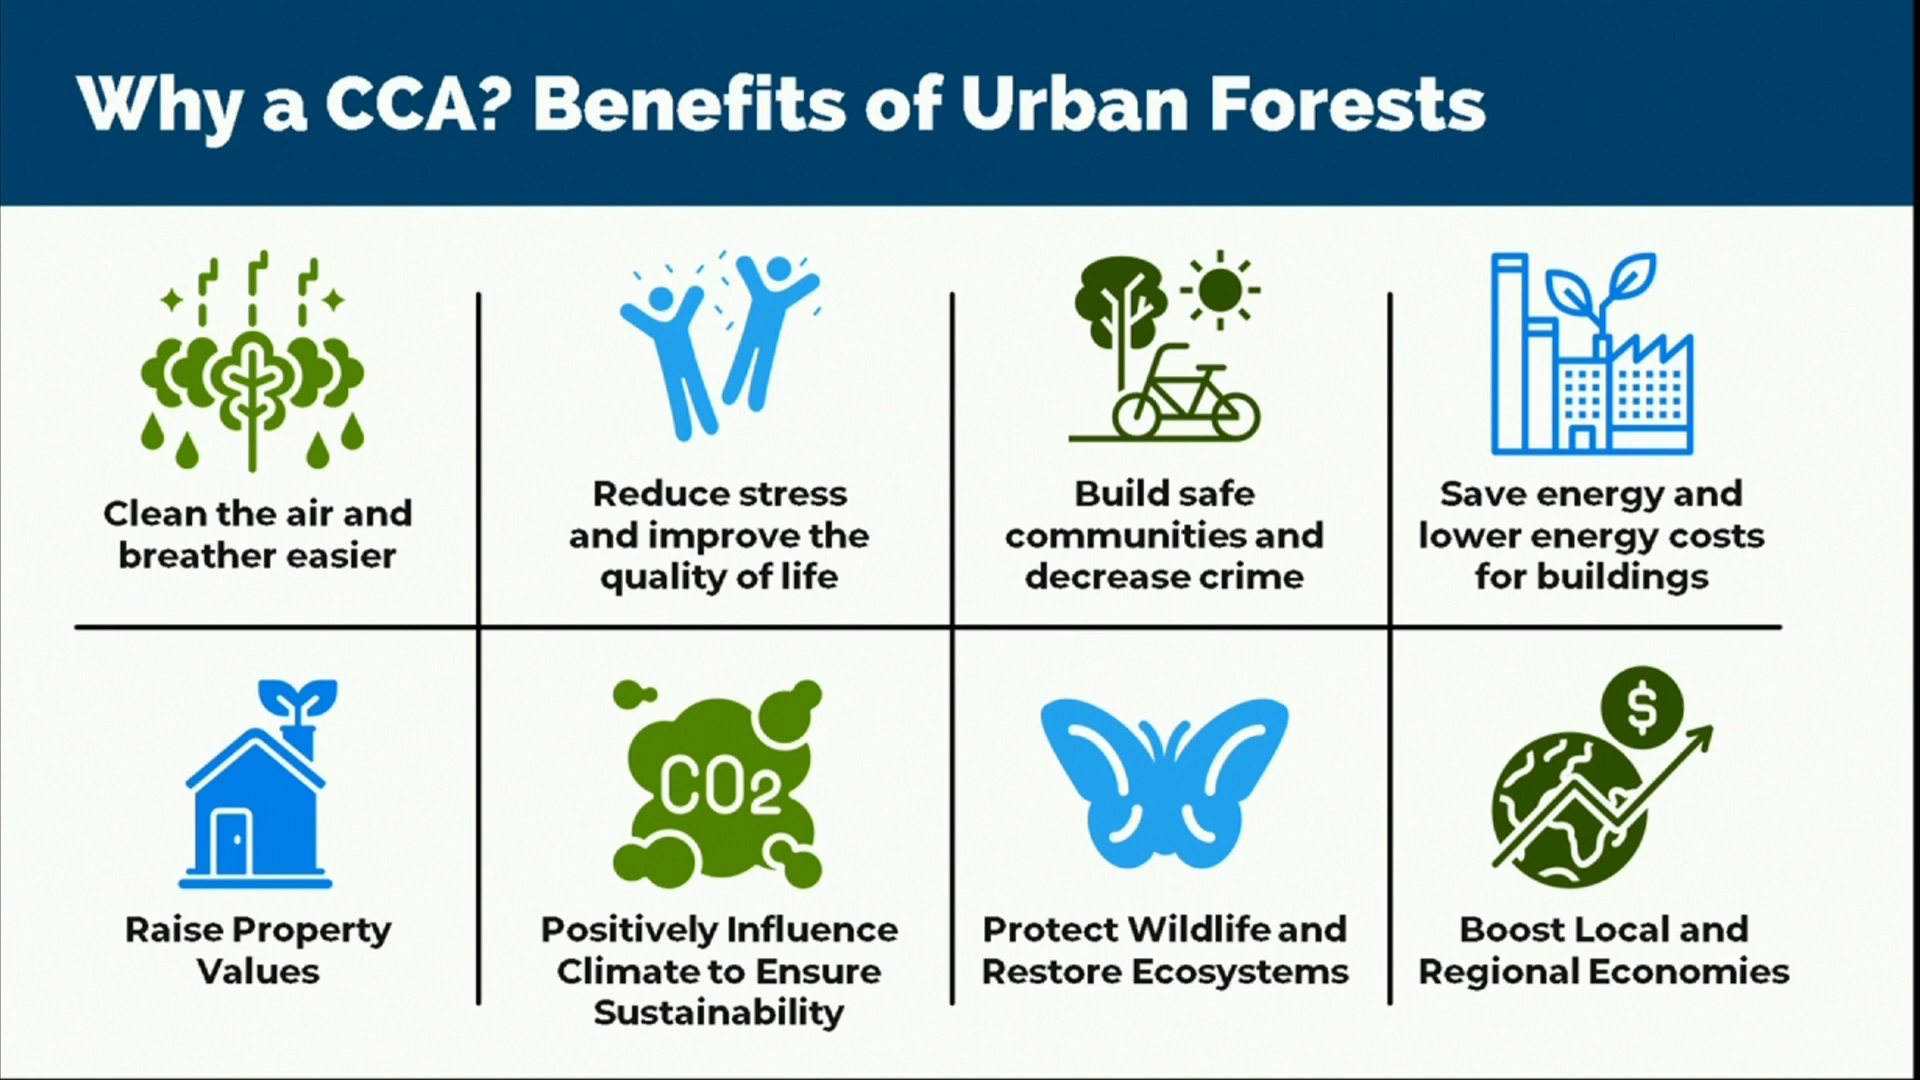 Why a CCA? Benefits of Urban Forests
Clean the air and
breather easier
Reduce stress
and improve the
quality of life
Build safe
communities and
decrease crime
Save energy and
lower energy costs
for buildings
Raise Property
Values
CO2
Positively Influence
Climate to Ensure
Sustainability
Protect Wildlife and
Restore Ecosystems
$
Boost Local and
Regional Economies